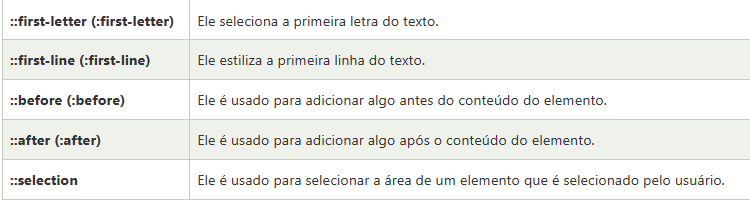 ::first-letter (:first-letter) Ele seleciona a primeira letra do texto.
::first-line (:first-line) Ele estiliza a primeira linha do texto.
::before (:before) Ele é usado para adicionar algo antes do conteúdo do elemento.
::after (:after) Ele é usado para adicionar algo após o conteúdo do elemento.
::selection Ele é usado para selecionar a área de um elemento que é selecionado pelo usuário.